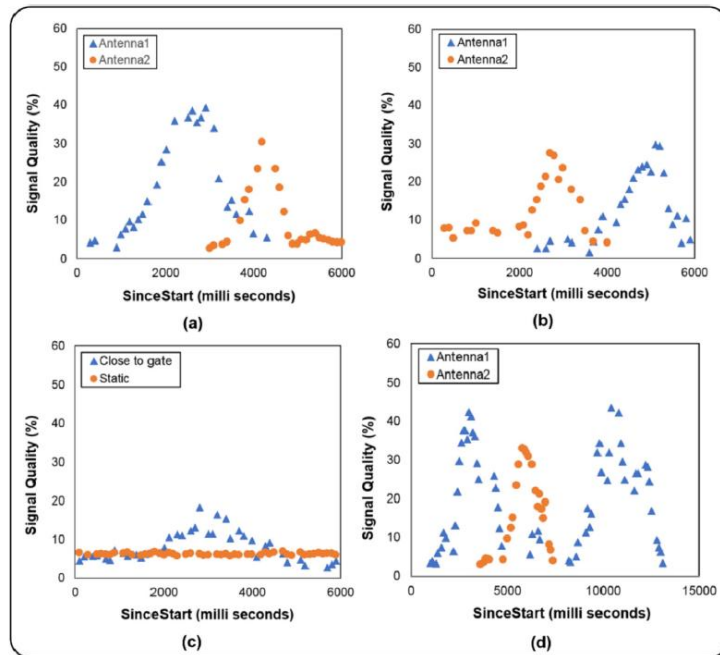 60
50
40
30
20
10
0
Signal Quality (%)
Antenna1
Antenna2
0 2000 4000 6000
SinceStart (milli seconds)
(a)
60
50
40
30
20
10
0
Signal Quality (%)
Antenna1
Antenna2
0 2000 4000 6000
SinceStart (milli seconds)
(b)
60
50
40
30
20
10
0
Signal Quality (%)
Close to gate
Static
0 2000 4000 6000
SinceStart (milli seconds)
(c)
60
50
40
30
20
10
0
Signal Quality (%)
Antenna1
Antenna2
0 5000 10000 15000
SinceStart (milli seconds)
(d)